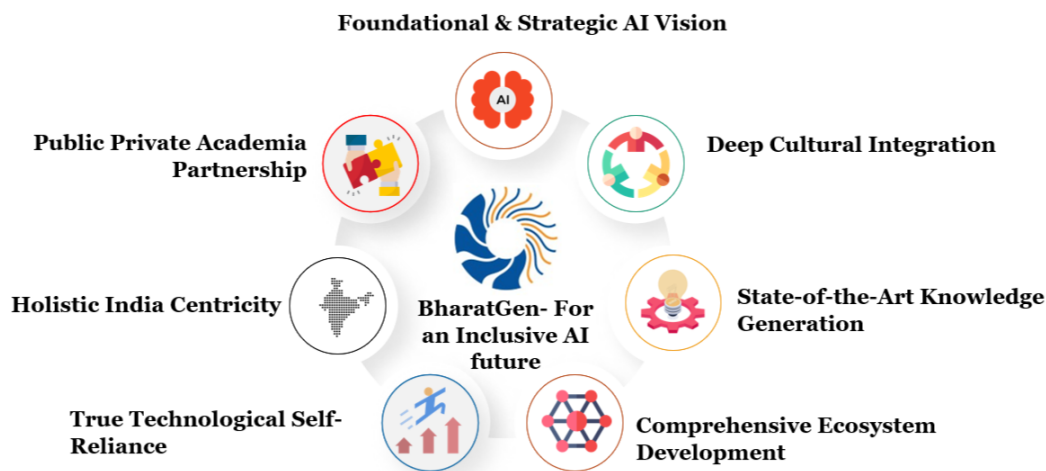 Foundational & Strategic AI Vision
AI
Public Private Academia
Partnership
Deep Cultural Integration
Holistic India Centricity
BharatGen- For
an Inclusive AI
future
State-of-the-Art Knowledge
Generation
True Technological Self-
Reliance
Comprehensive Ecosystem
Development